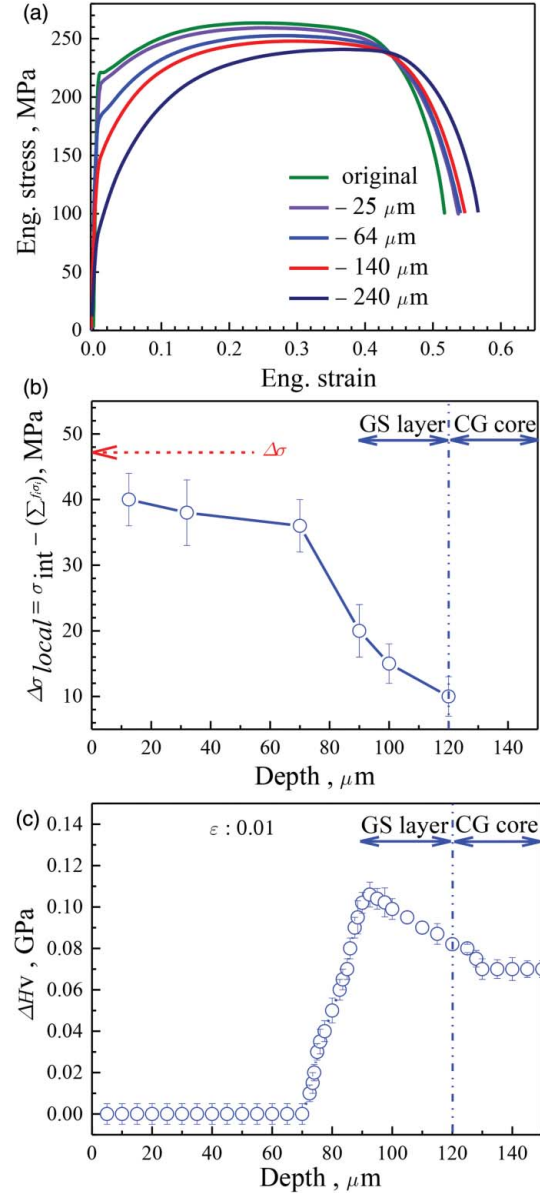 (a)
Eng. stress , MPa
250
200
150
100
50
0
original
– 25 μm
– 64 μm
– 140 μm
– 240 μm
0.0 0.1 0.2 0.3 0.4 0.5 0.6
Eng. strain
(b)
Δσlocal = σint – (∑fiσi), MPa
GS layer CG core
50
Δσ
40
30
20
10
0 20 40 60 80 100 120 140
Depth , μm
(c)
ΔHv , GPa
ε : 0.01
GS layer CG core
0.14
0.12
0.10
0.08
0.06
0.04
0.02
0.00
0 20 40 60 80 100 120 140
Depth , μm